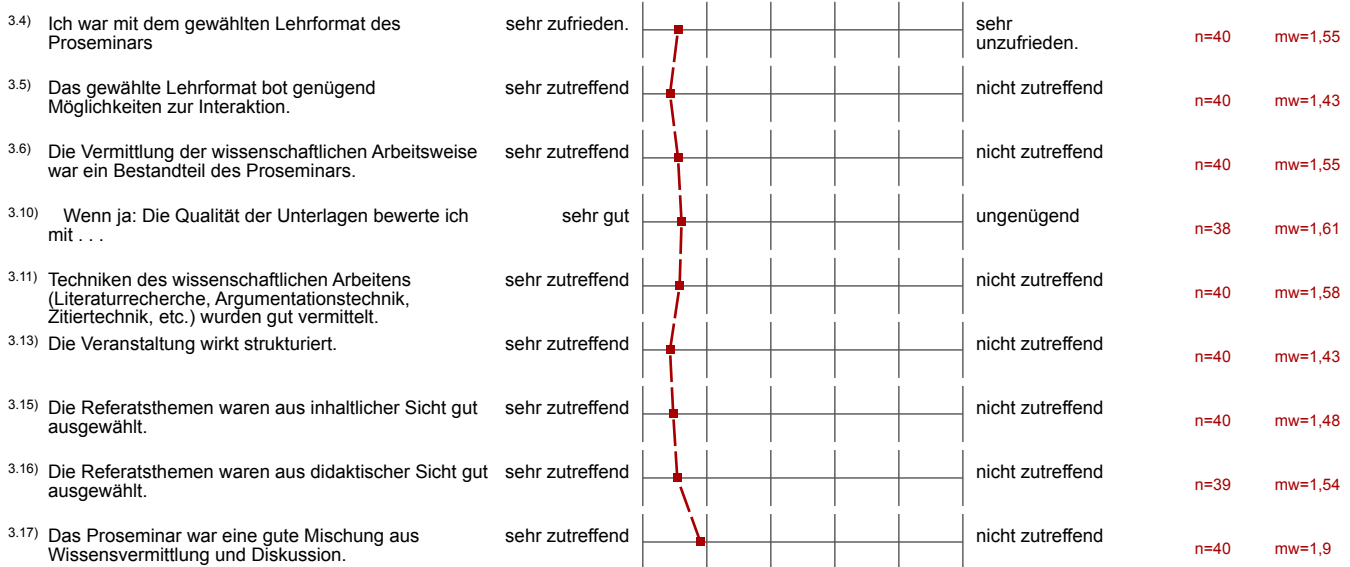 3.4) Ich war mit dem gewählten Lehrformat des sehr zufrieden. sehr
Proseminars unzufrieden. n=40 mw=1,55
3.5) Das gewählte Lehrformat bot genügend sehr zutreffend nicht zutreffend
Möglichkeiten zur Interaktion. n=40 mw=1,43
3.6) Die Vermittlung der wissenschaftlichen Arbeitsweise sehr zutreffend nicht zutreffend
war ein Bestandteil des Proseminars. n=40 mw=1,55
3.10) Wenn ja: Die Qualität der Unterlagen bewerte ich sehr gut ungenügend
mit . . . n=38 mw=1,61
3.11) Techniken des wissenschaftlichen Arbeitens sehr zutreffend nicht zutreffend
(Literaturrecherche, Argumentationstechnik, n=40 mw=1,58
Zitiertechnik, etc.) wurden gut vermittelt.
3.13) Die Veranstaltung wirkt strukturiert. sehr zutreffend nicht zutreffend
n=40 mw=1,43
3.15) Die Referatsthemen waren aus inhaltlicher Sicht gut sehr zutreffend nicht zutreffend
ausgewählt. n=40 mw=1,48
3.16) Die Referatsthemen waren aus didaktischer Sicht gut sehr zutreffend nicht zutreffend
ausgewählt. n=39 mw=1,54
3.17) Das Proseminar war eine gute Mischung aus sehr zutreffend nicht zutreffend
Wissensvermittlung und Diskussion. n=40 mw=1,9